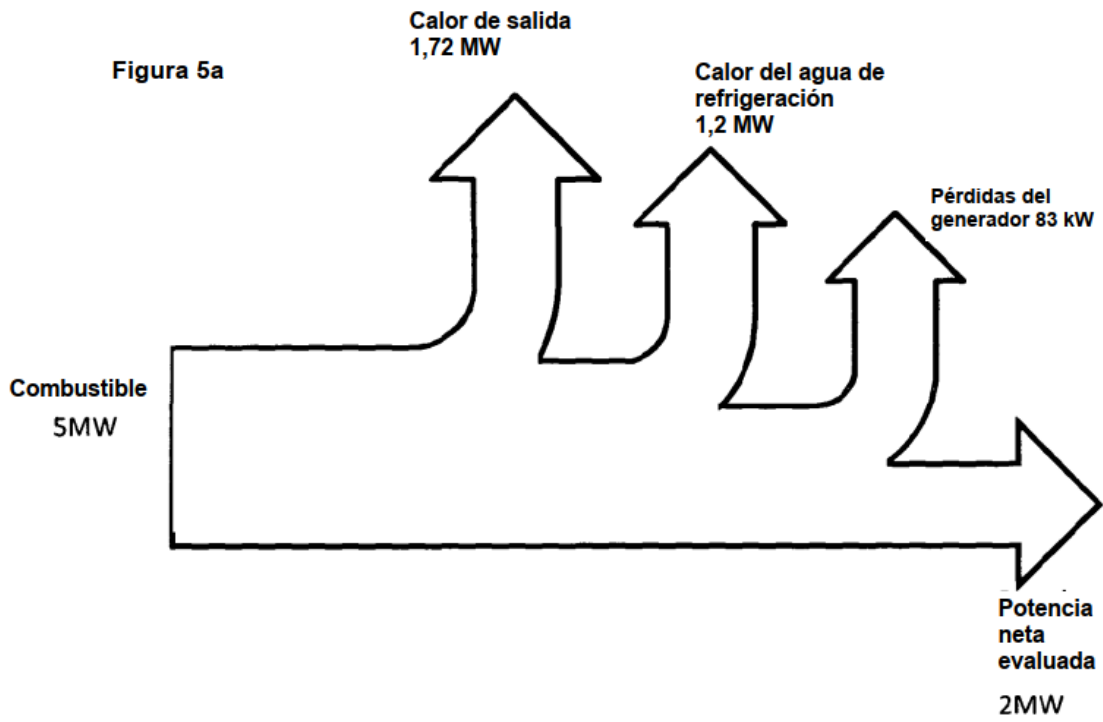 Calor de salida
1,72 MW
Figura 5a
Calor del agua de
refrigeración
1,2 MW
Pérdidas del
generador 83 kW
Combustible
5MW
Potencia
neta
evaluada
2MW